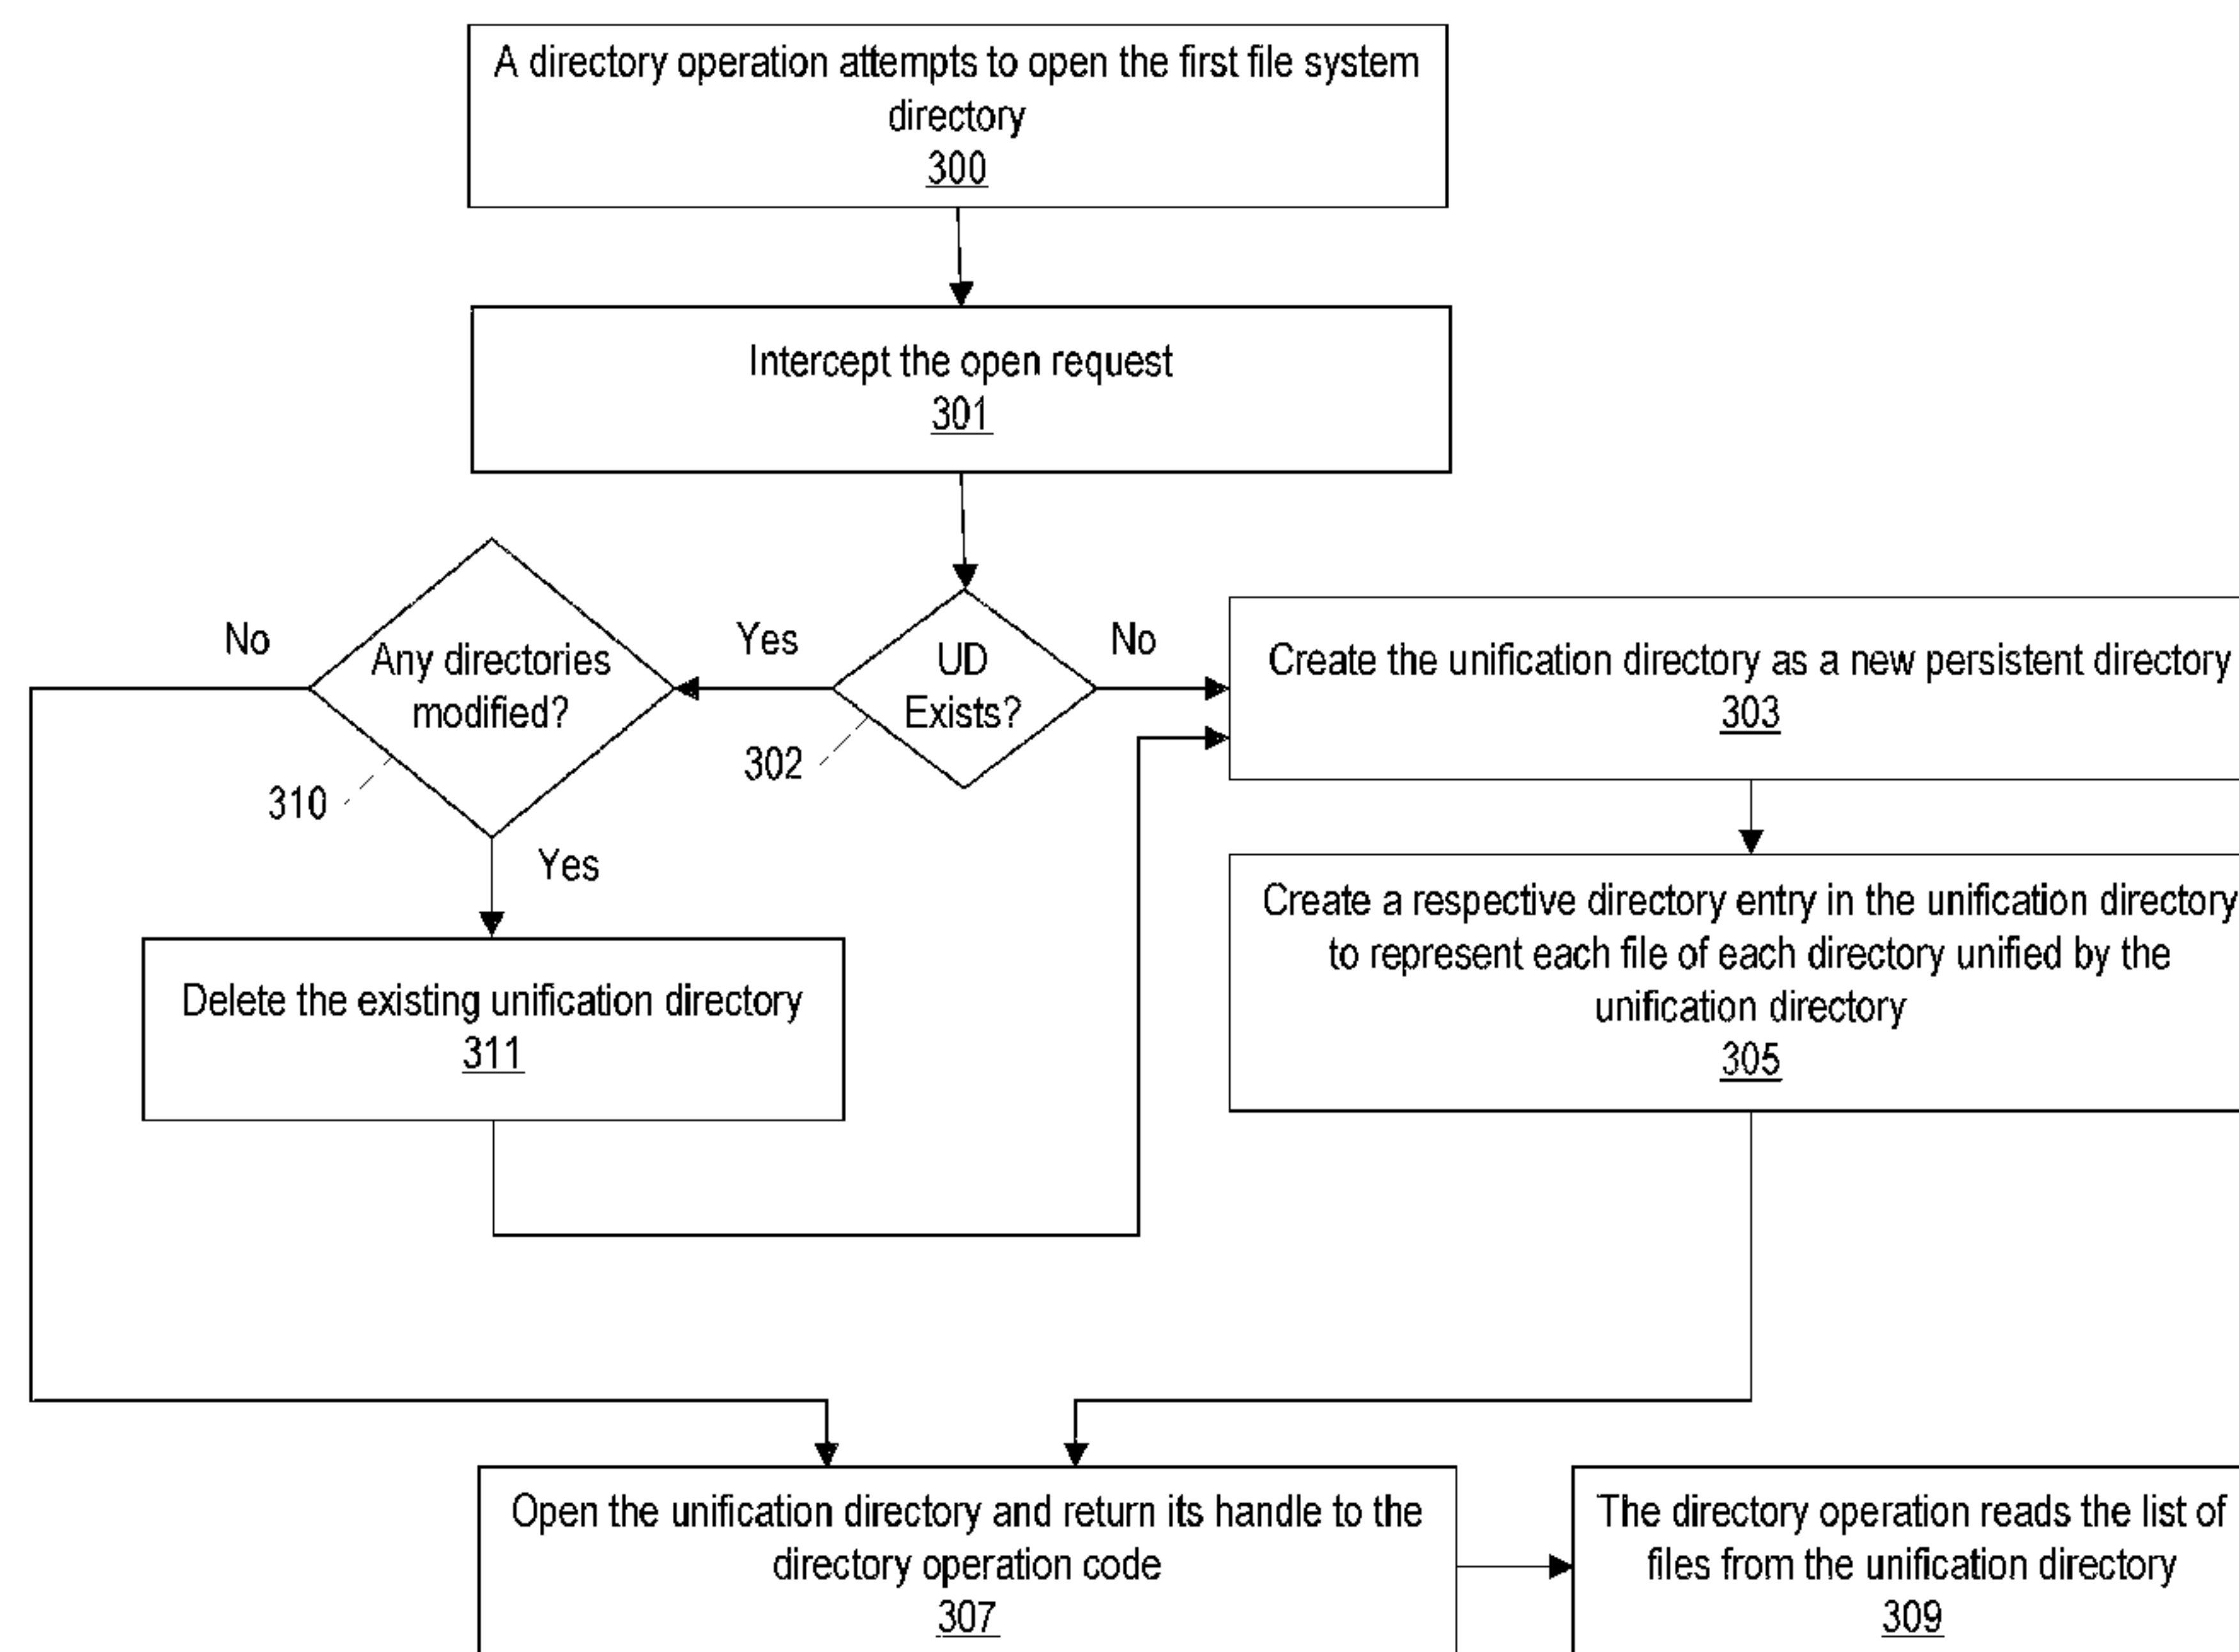 A directory operation attempts to open the first file system
directory
300
Intercept the open request
301
No
Any directories
modified?
Yes
UD
Exists?
No
302
310
Yes
Create the unification directory as a new persistent directory
303
Create a respective directory entry in the unification directory
to represent each file of each directory unified by the
unification directory
305
Delete the existing unification directory
311
Open the unification directory and return its handle to the
directory operation code
307
The directory operation reads the list of
files from the unification directory
309